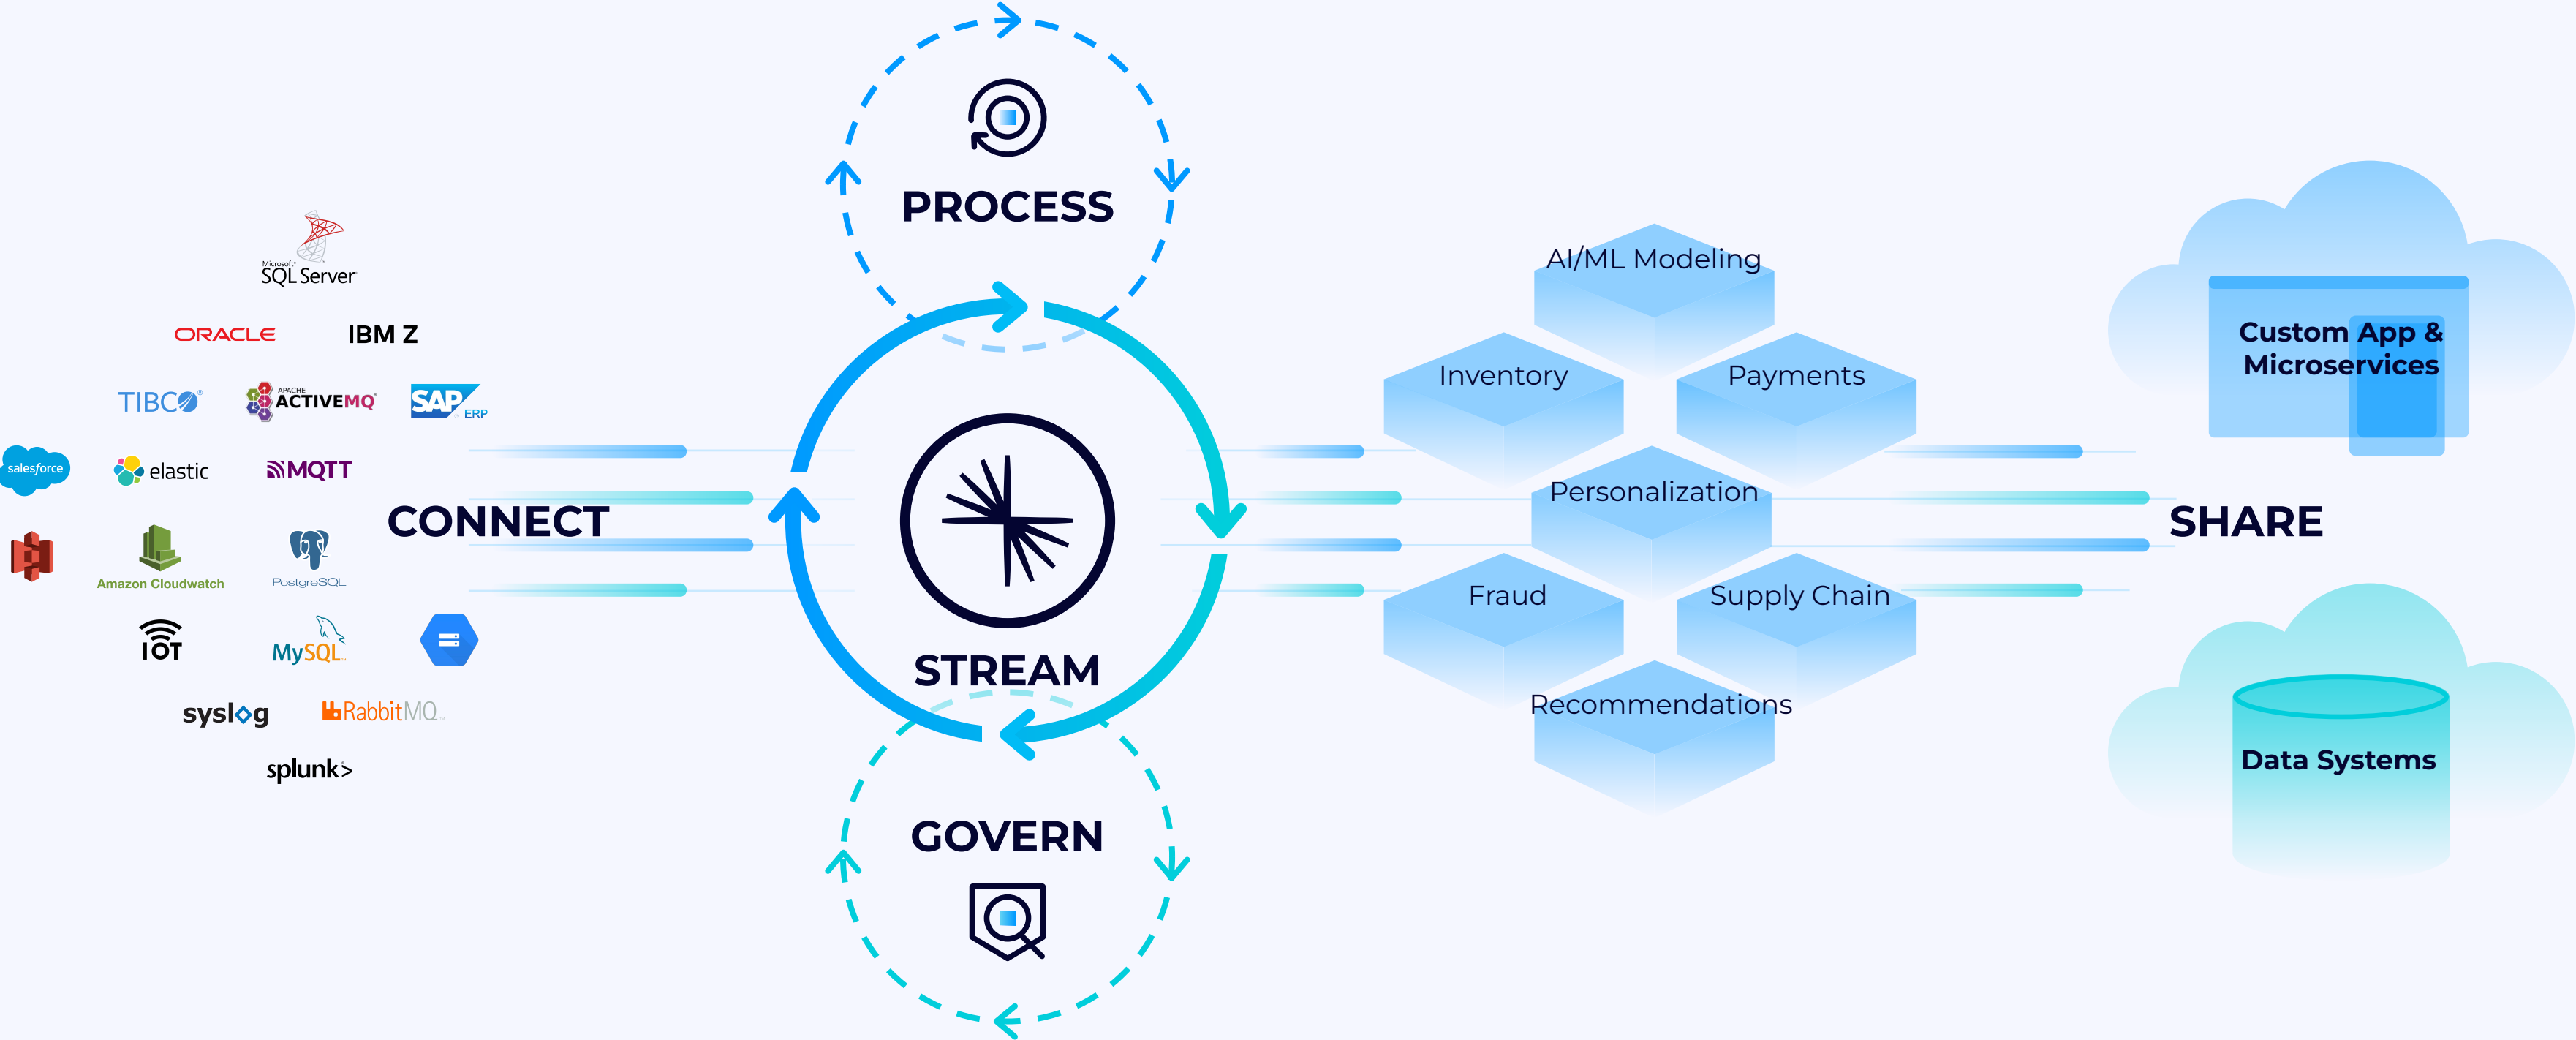 PROCESS
Microsoft®
SQL Server
ORACLE
IBM Z
TIBCO®
APACHE
ACTIVEMQ
SAP
ERP
salesforce
elastic
MQTT
CONNECT
Amazon Cloudwatch
PostgreSQL
IOT
MySQL™
syslog
RabbitMQ™
splunk>
STREAM
GOVERN
AI/ML Modeling
Inventory
Payments
Personalization
Fraud
Supply Chain
Recommendations
SHARE
Custom App &
Microservices
Data Systems